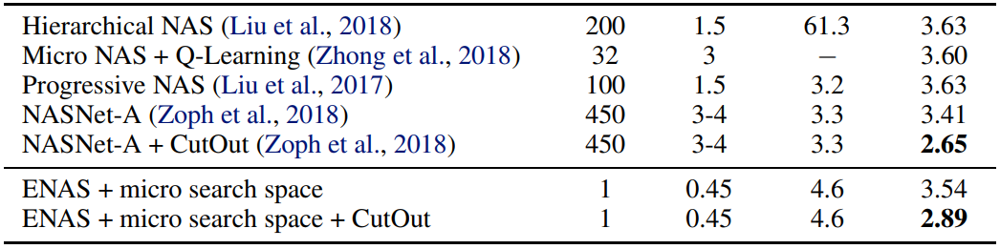 Hierarchical NAS (Liu et al., 2018) 200 1.5 61.3 3.63
Micro NAS + Q-Learning (Zhong et al., 2018) 32 3 − 3.60
Progressive NAS (Liu et al., 2017) 100 1.5 3.2 3.63
NASNet-A (Zoph et al., 2018) 450 3-4 3.3 3.41
NASNet-A + CutOut (Zoph et al., 2018) 450 3-4 3.3 2.65
ENAS + micro search space 1 0.45 4.6 3.54
ENAS + micro search space + CutOut 1 0.45 4.6 2.89